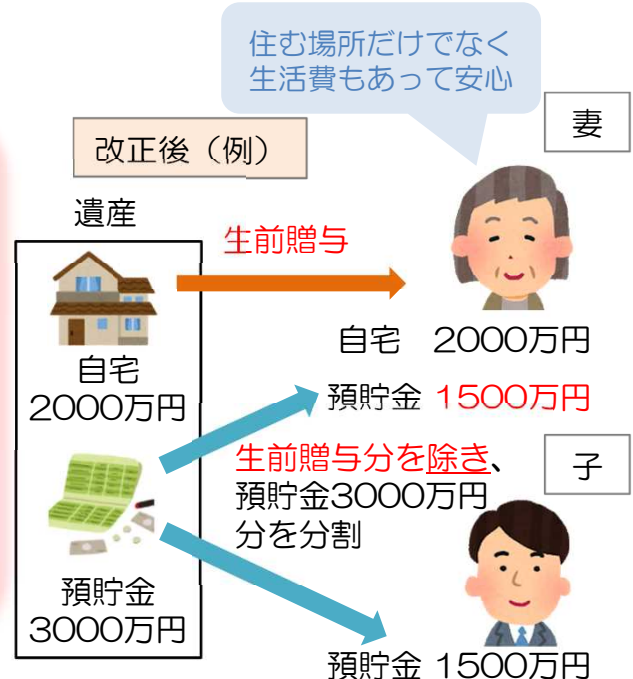 住む場所だけでなく
生活費もあって安心
妻
改正後（例）
遺産
生前贈与
自宅
2000万円
自宅　2000万円
預貯金 1500万円
生前贈与分を除き、
預貯金3000万円
分を分割
子
預貯金
3000万円
預貯金 1500万円